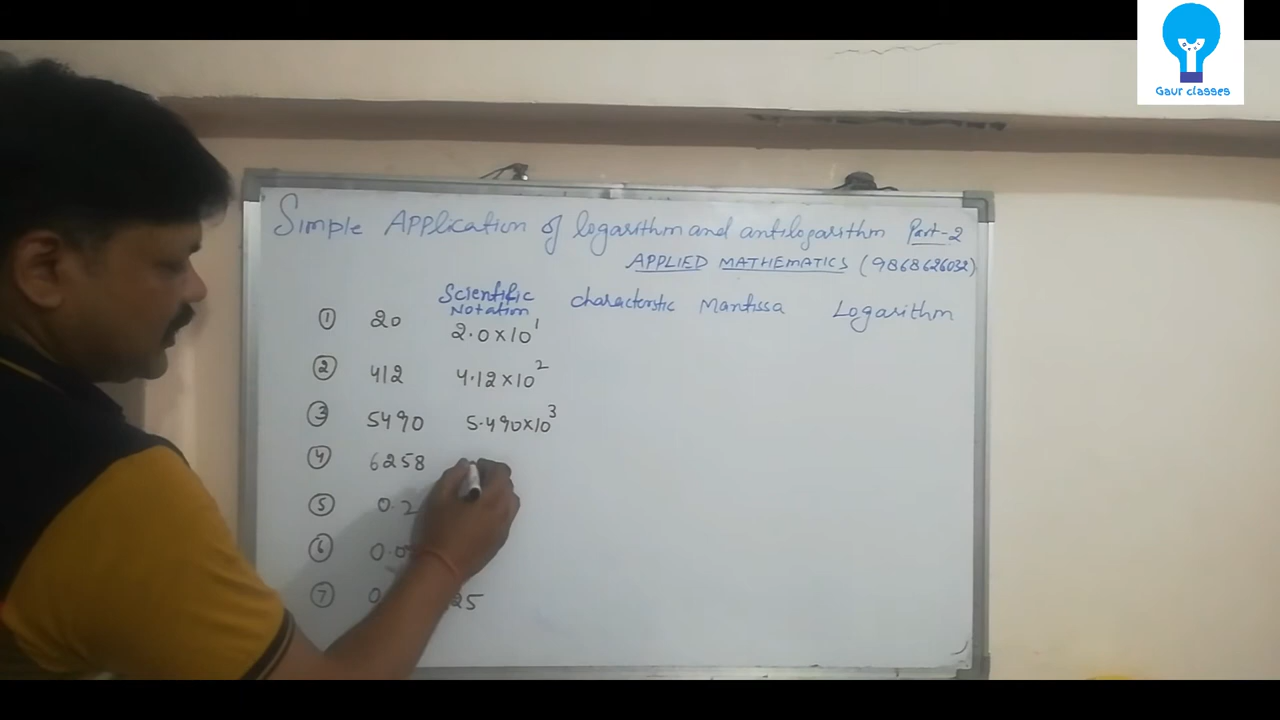 Gaur classes
Simple Application of logarithm and antilogarithm Part-2
APPLIED MATHEMATICS (9868626032)
Scientific Notation characterstic Mantissa Logarithm
① 20 2.0×10¹
② 412 4.12×10²
③ 5490 5.490×10³
④ 6258
⑤ 0.2
⑥ 0.0
⑦ 0 25